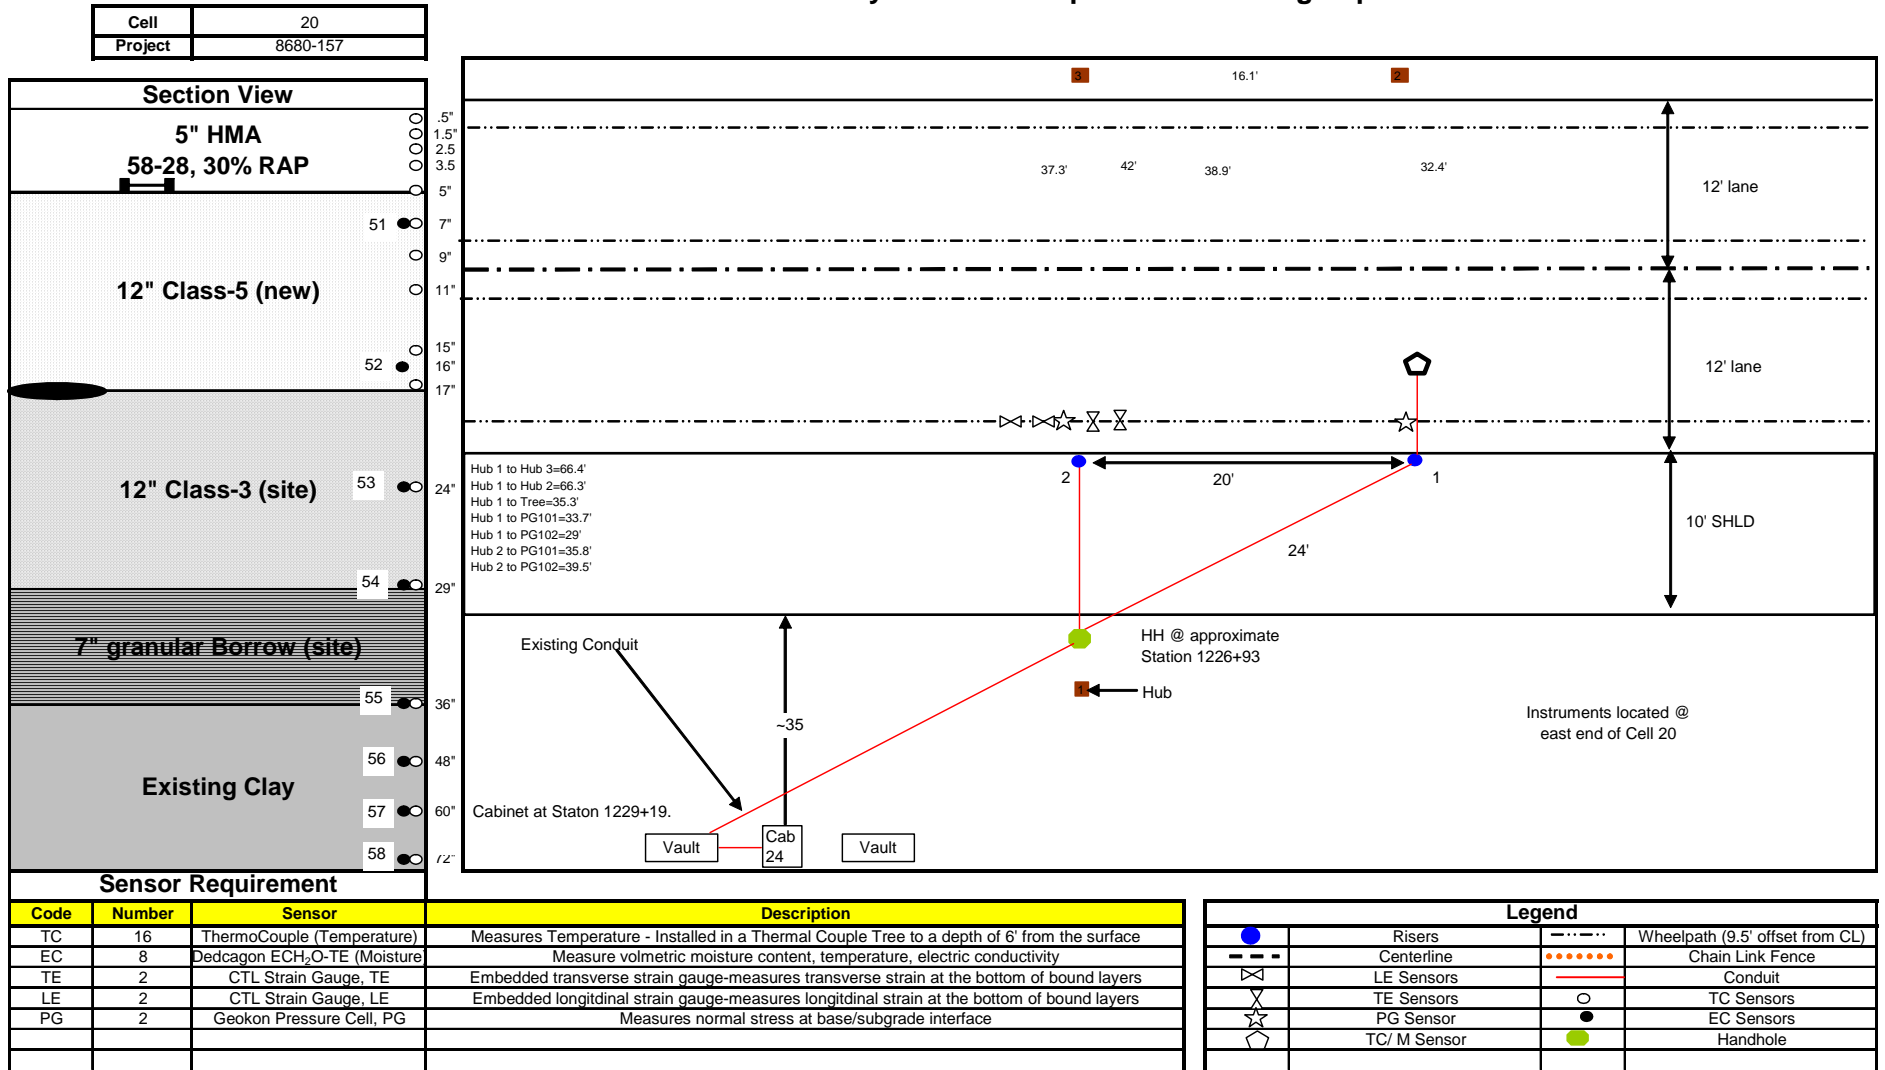 Cell 20
Project 8680-157
Section View
5" HMA
58-28, 30% RAP
12" Class-5 (new)
12" Class-3 (site)
7" granular Borrow (site)
Existing Clay
51
52
53
54
55
56
57
58
.5"
1.5"
2.5
3.5
5"
7"
9"
11"
15"
16"
17"
24"
29"
36"
48"
60"
72"
3
16.1'
2
37.3'
42'
38.9'
32.4'
12' lane
12' lane
Hub 1 to Hub 3=66.4'
Hub 1 to Hub 2=66.3'
Hub 1 to Tree=35.3'
Hub 1 to PG101=33.7'
Hub 1 to PG102=29'
Hub 2 to PG101=35.8'
Hub 2 to PG102=39.5'
2
20'
1
24'
10' SHLD
Existing Conduit
HH @ approximate
Station 1226+93
1
Hub
~35
Instruments located @
east end of Cell 20
Cabinet at Staton 1229+19.
Vault
Cab
24
Vault
Sensor Requirement
Code Number Sensor Description
TC 16 ThermoCouple (Temperature) Measures Temperature - Installed in a Thermal Couple Tree to a depth of 6' from the surface
EC 8 Dedcagon ECH2O-TE (Moisture Measure volmetric moisture content, temperature, electric conductivity
TE 2 CTL Strain Gauge, TE Embedded transverse strain gauge-measures transverse strain at the bottom of bound layers
LE 2 CTL Strain Gauge, LE Embedded longitdinal strain gauge-measures longitdinal strain at the bottom of bound layers
PG 2 Geokon Pressure Cell, PG Measures normal stress at base/subgrade interface
Legend
Risers Wheelpath (9.5' offset from CL)
Centerline Chain Link Fence
LE Sensors Conduit
TE Sensors TC Sensors
PG Sensor EC Sensors
TC/ M Sensor Handhole